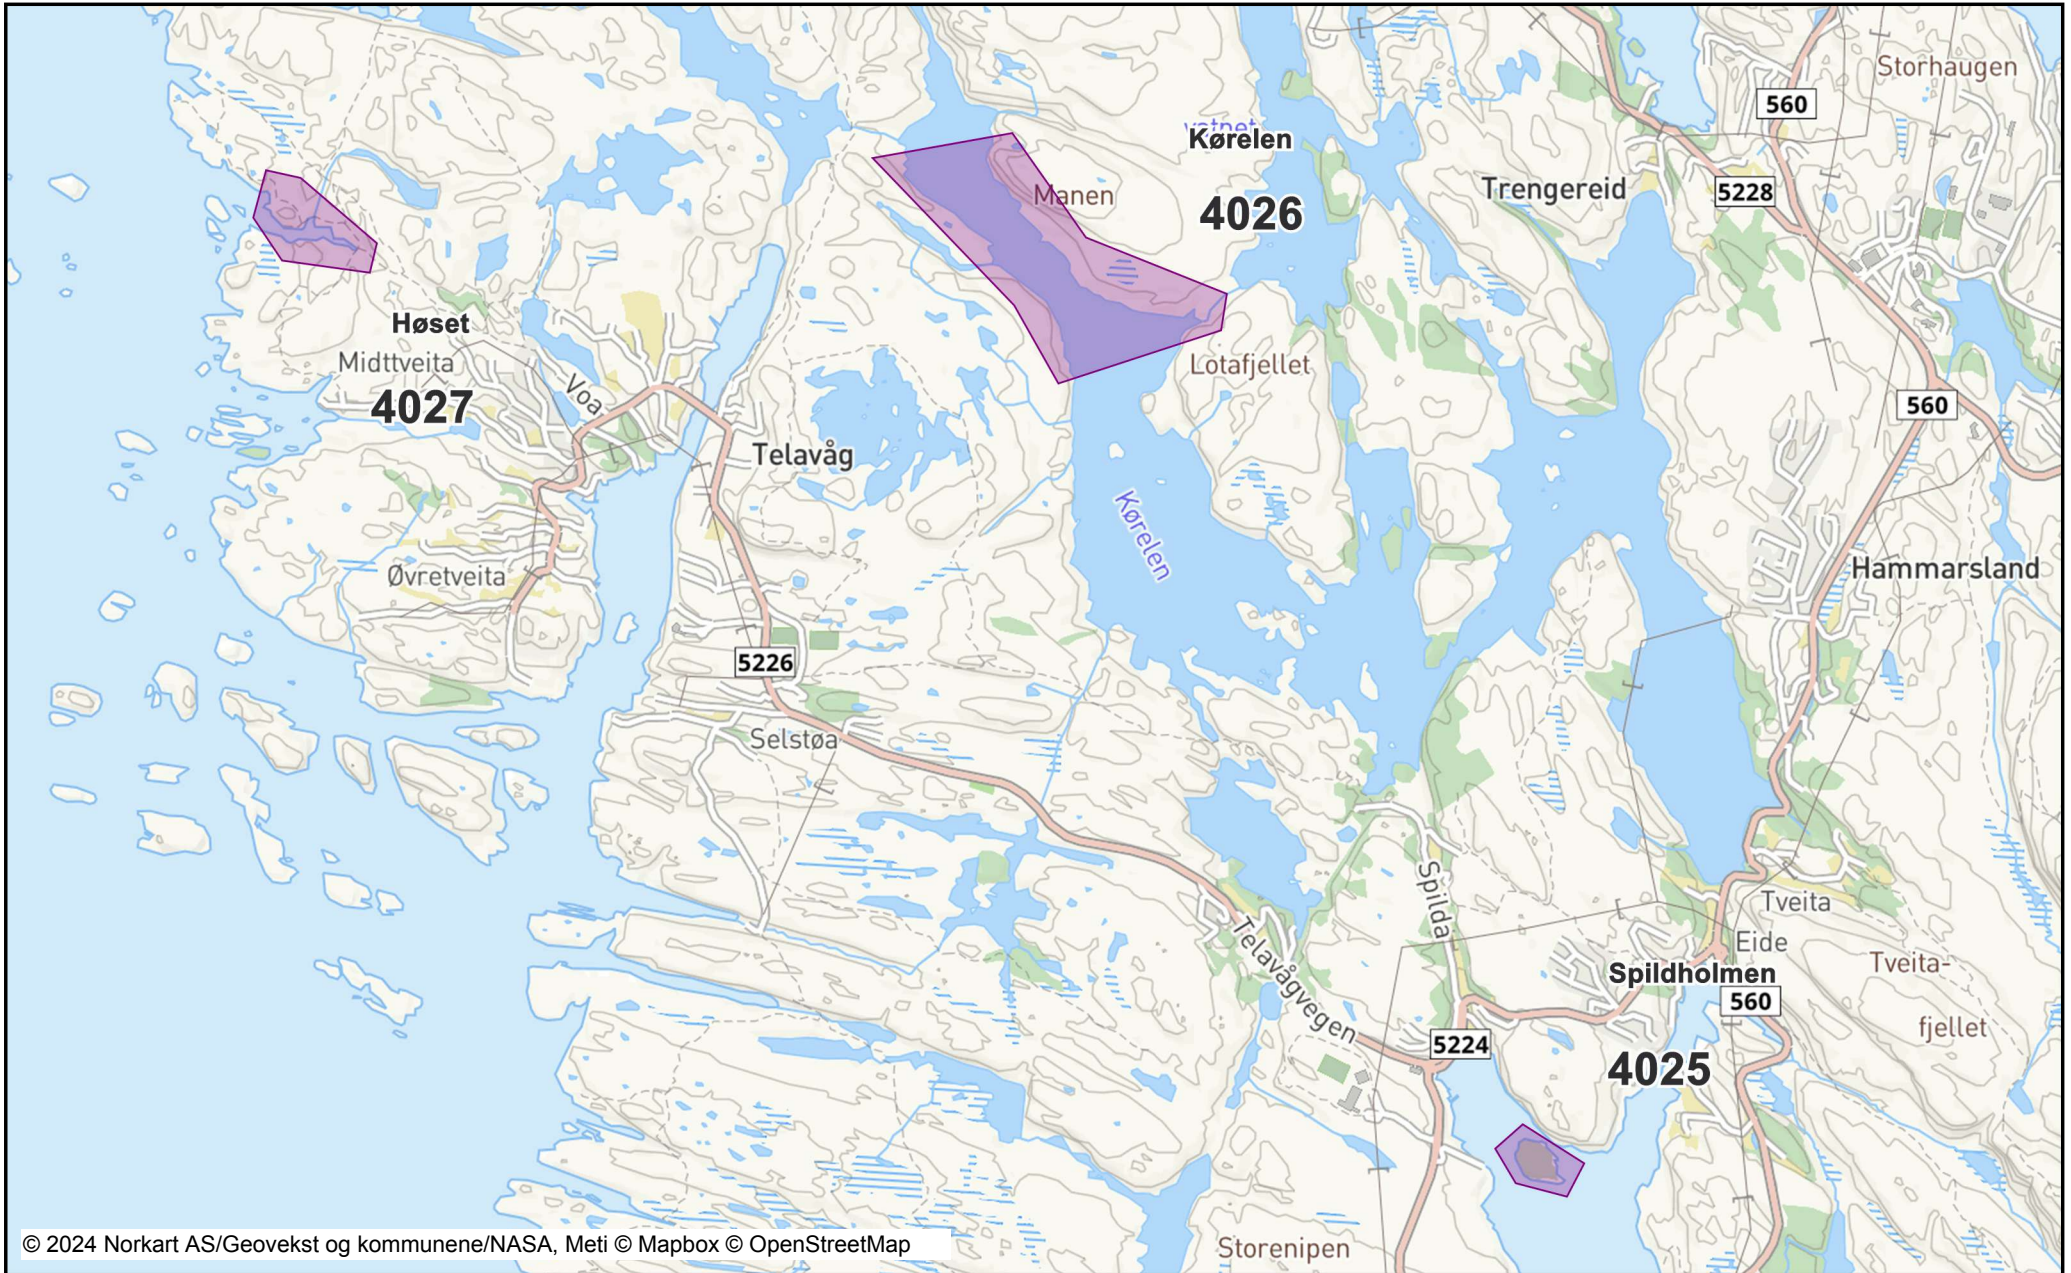 Storhaugen
560
vatnet
Kørelen
Manen
Trengereid
5228
4026
Høset
Midttveita
Lotafjellet
Voa
4027
560
Telavåg
Kørelen
Øvretveita
Hammarsland
5226
Selstøa
Spilda
Tveita
Telavågvegen
Eide
Tveita-
fjellet
Spildholmen
560
5224
4025
Storenipen
© 2024 Norkart AS/Geovekst og kommunene/NASA, Meti © Mapbox © OpenStreetMap